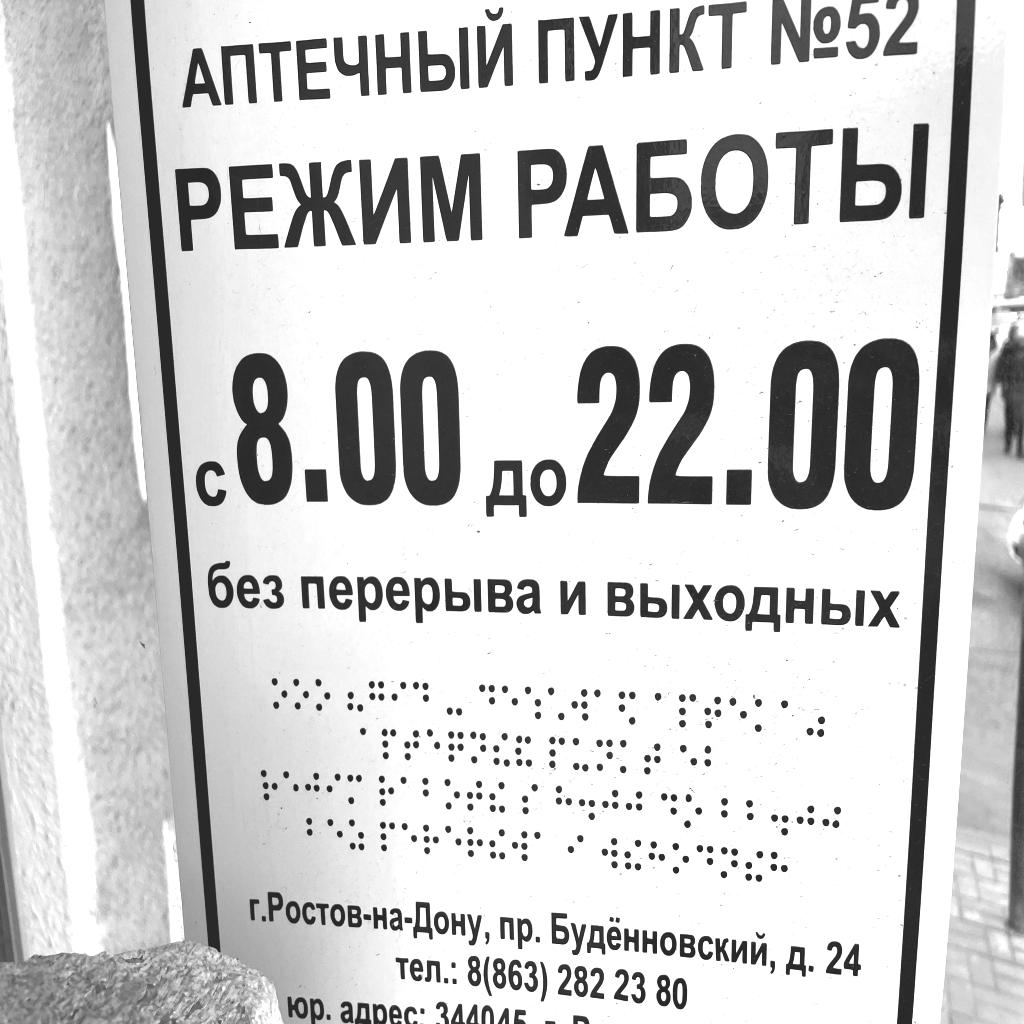 АПТЕЧНЫЙ ПУНКТ №52
РЕЖИМ РАБОТЫ
с 8.00 до 22.00
без перерыва и выходных
г.Ростов-на-Дону, пр. Будённовский, д. 24
тел.: 8(863) 282 23 80
юр. адрес: 344045, г.